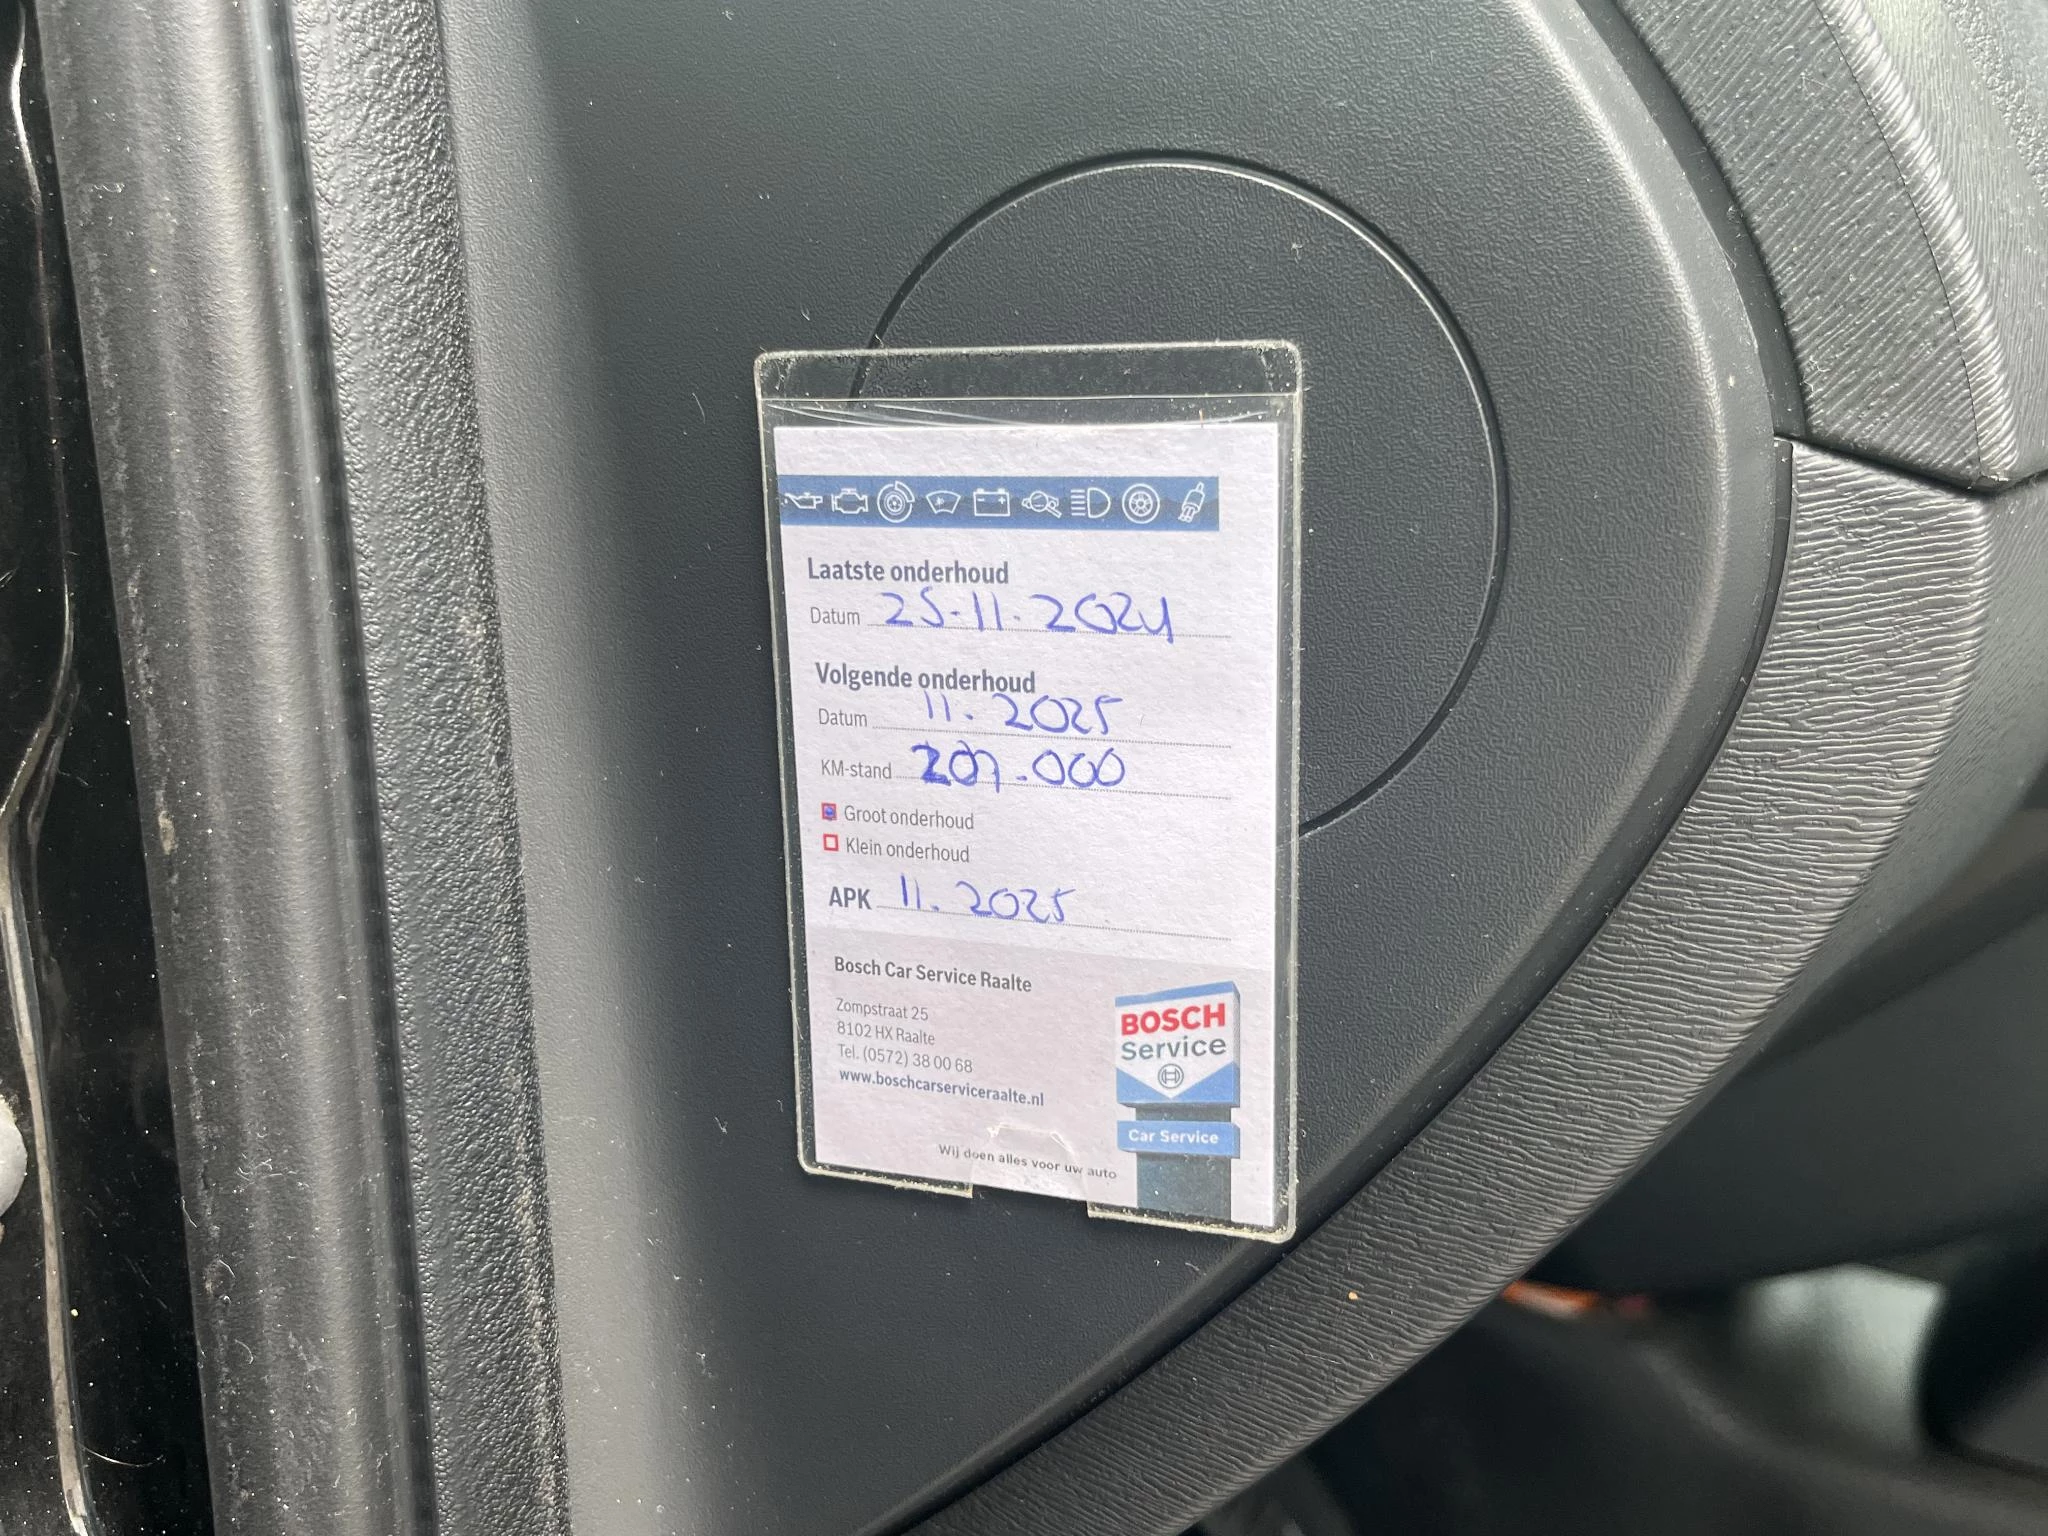 Laatste onderhoud
Datum 25-11-2024
Volgende onderhoud
Datum 11. 2025
KM-stand 207.000
Groot onderhoud
Klein onderhoud
APK 11. 2025
Bosch Car Service Raalte
Zompstraat 25
8102 HX Raalte
Tel. (0572) 38 00 68
www.boschcarserviceraalte.nl
BOSCH
Service
Car Service
Wij doen alles voor uw auto